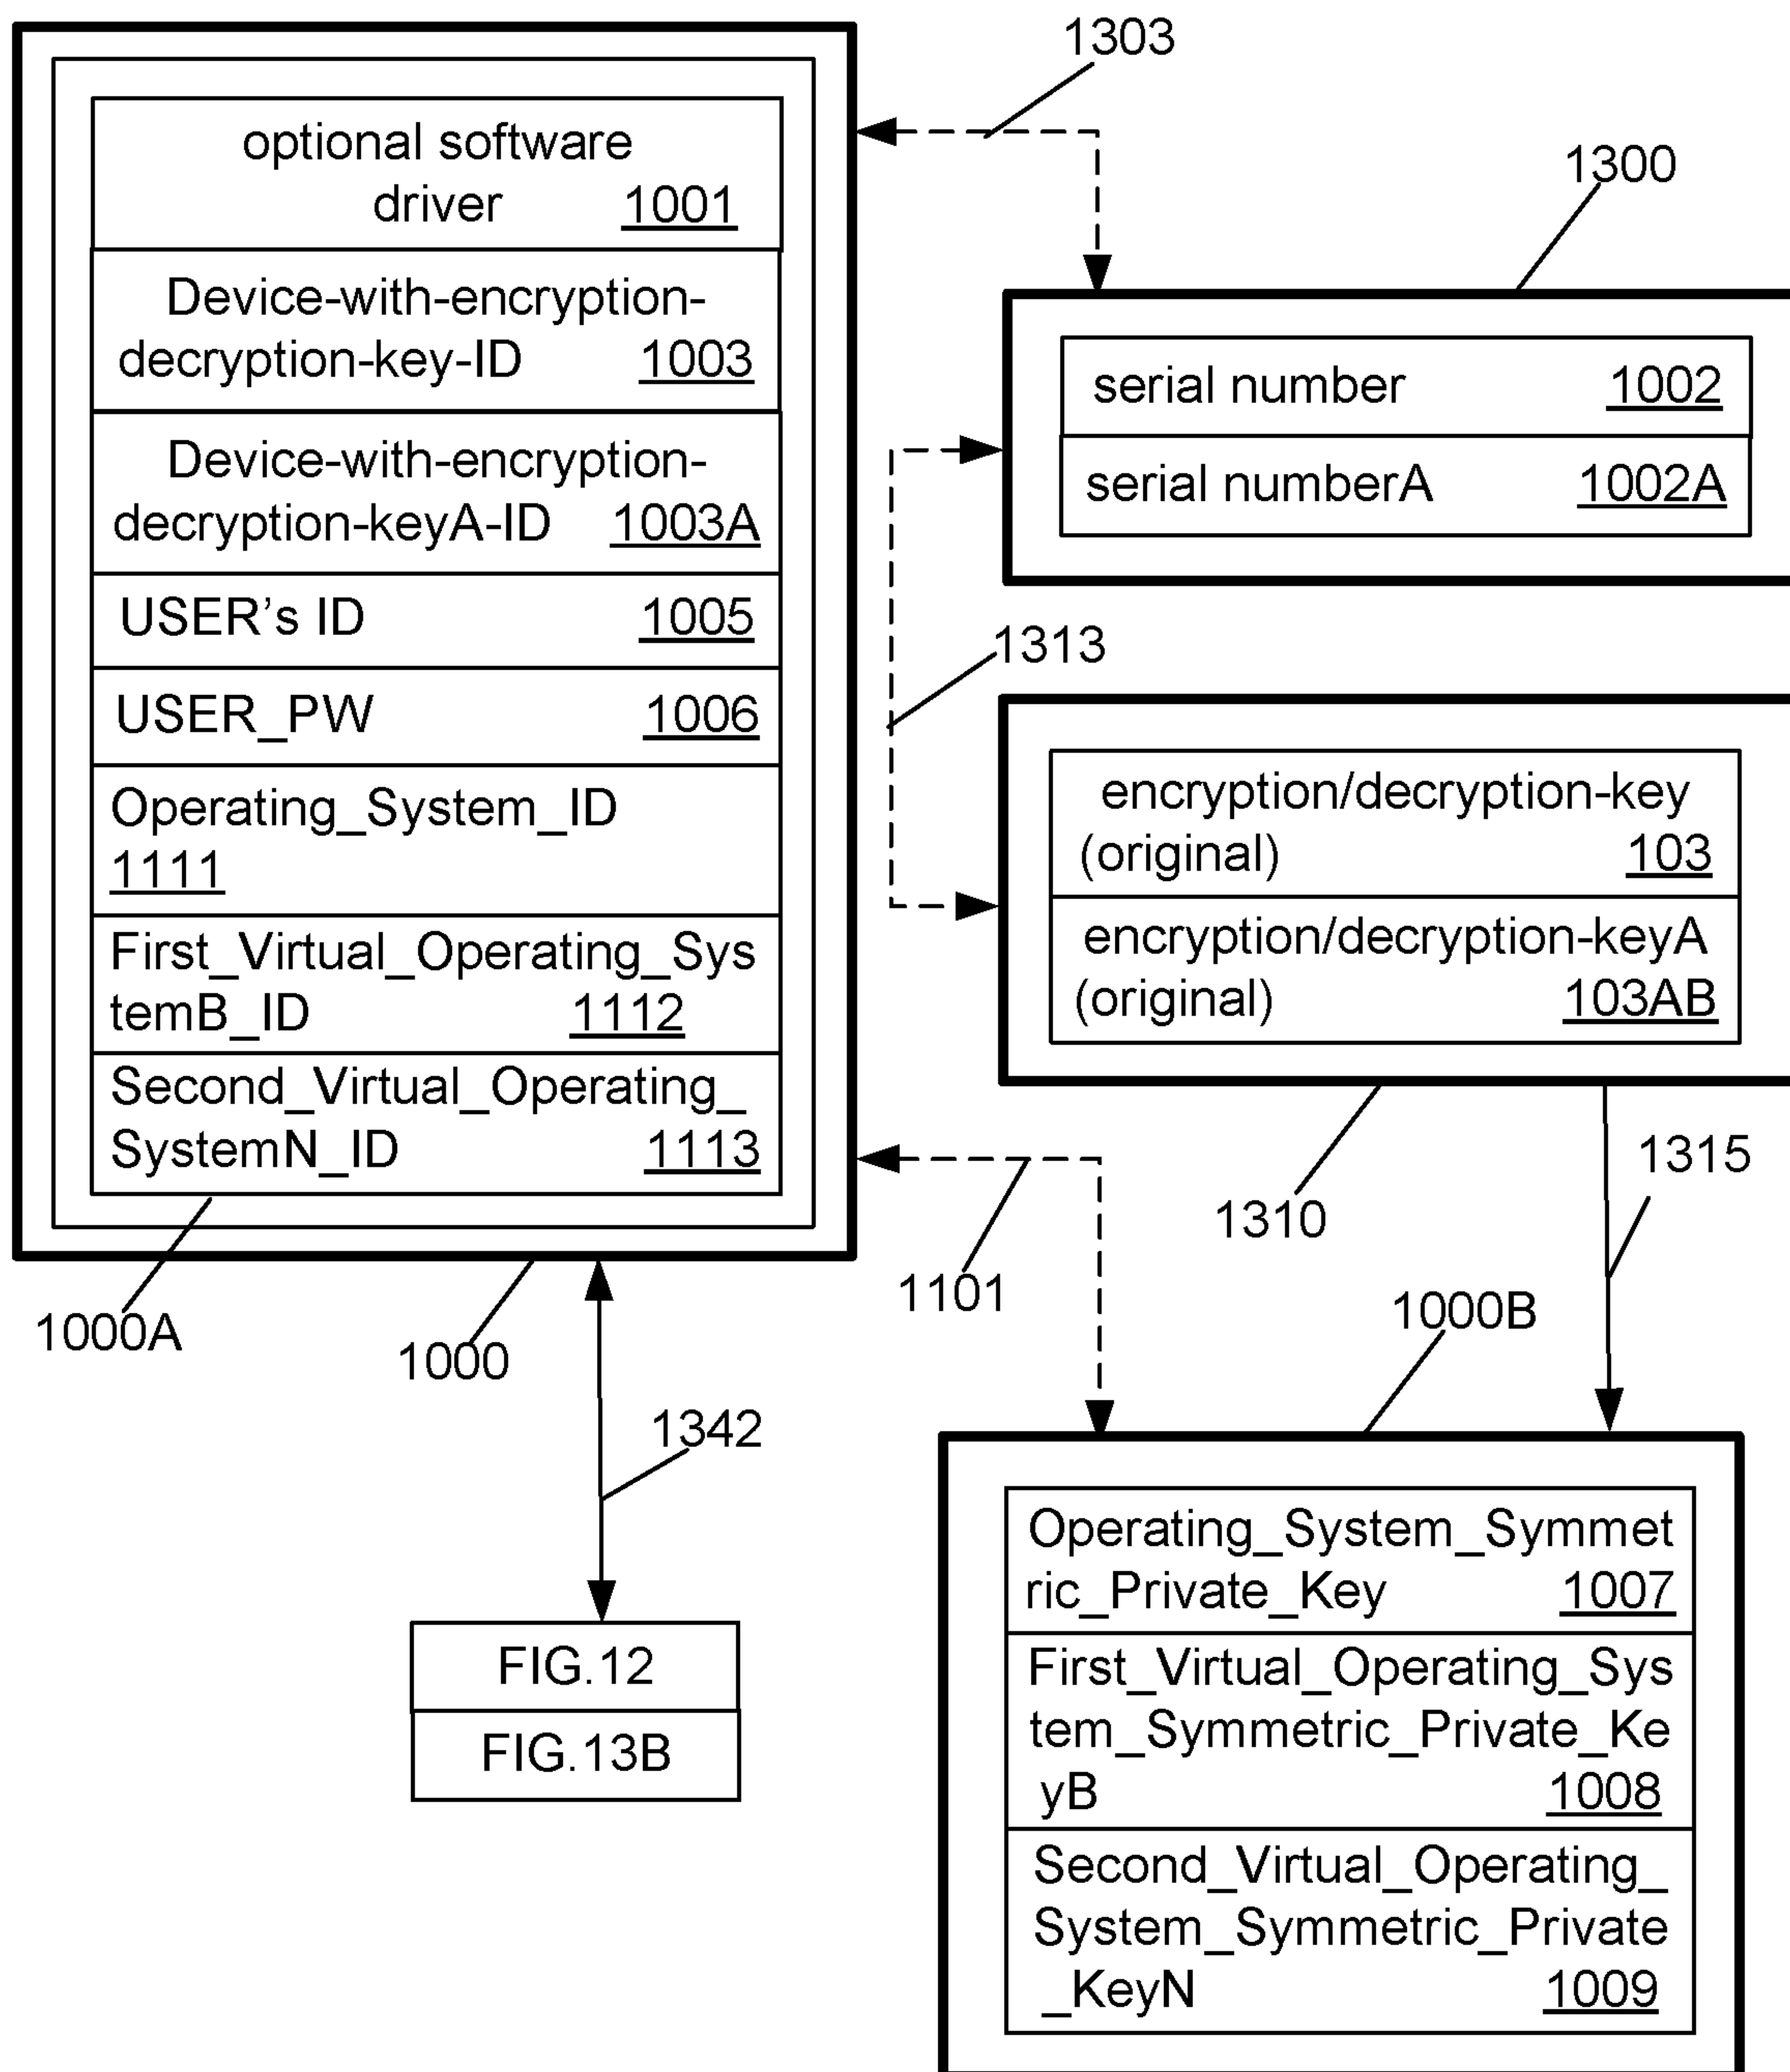 optional software
driver 1001
Device-with-encryption-
decryption-key-ID 1003
Device-with-encryption-
decryption-keyA-ID 1003A
USER's ID 1005
USER_PW 1006
Operating_System_ID
1111
First_Virtual_Operating_Sys
temB_ID 1112
Second_Virtual_Operating_
SystemN_ID 1113
1000A
1000
1342
FIG.12
FIG.13B
1303
1300
serial number 1002
serial numberA 1002A
1313
encryption/decryption-key
(original) 103
encryption/decryption-keyA
(original) 103AB
1310
1315
1101
1000B
Operating_System_Symmet
ric_Private_Key 1007
First_Virtual_Operating_Sys
tem_Symmetric_Private_Ke
yB 1008
Second_Virtual_Operating_
System_Symmetric_Private
_KeyN 1009